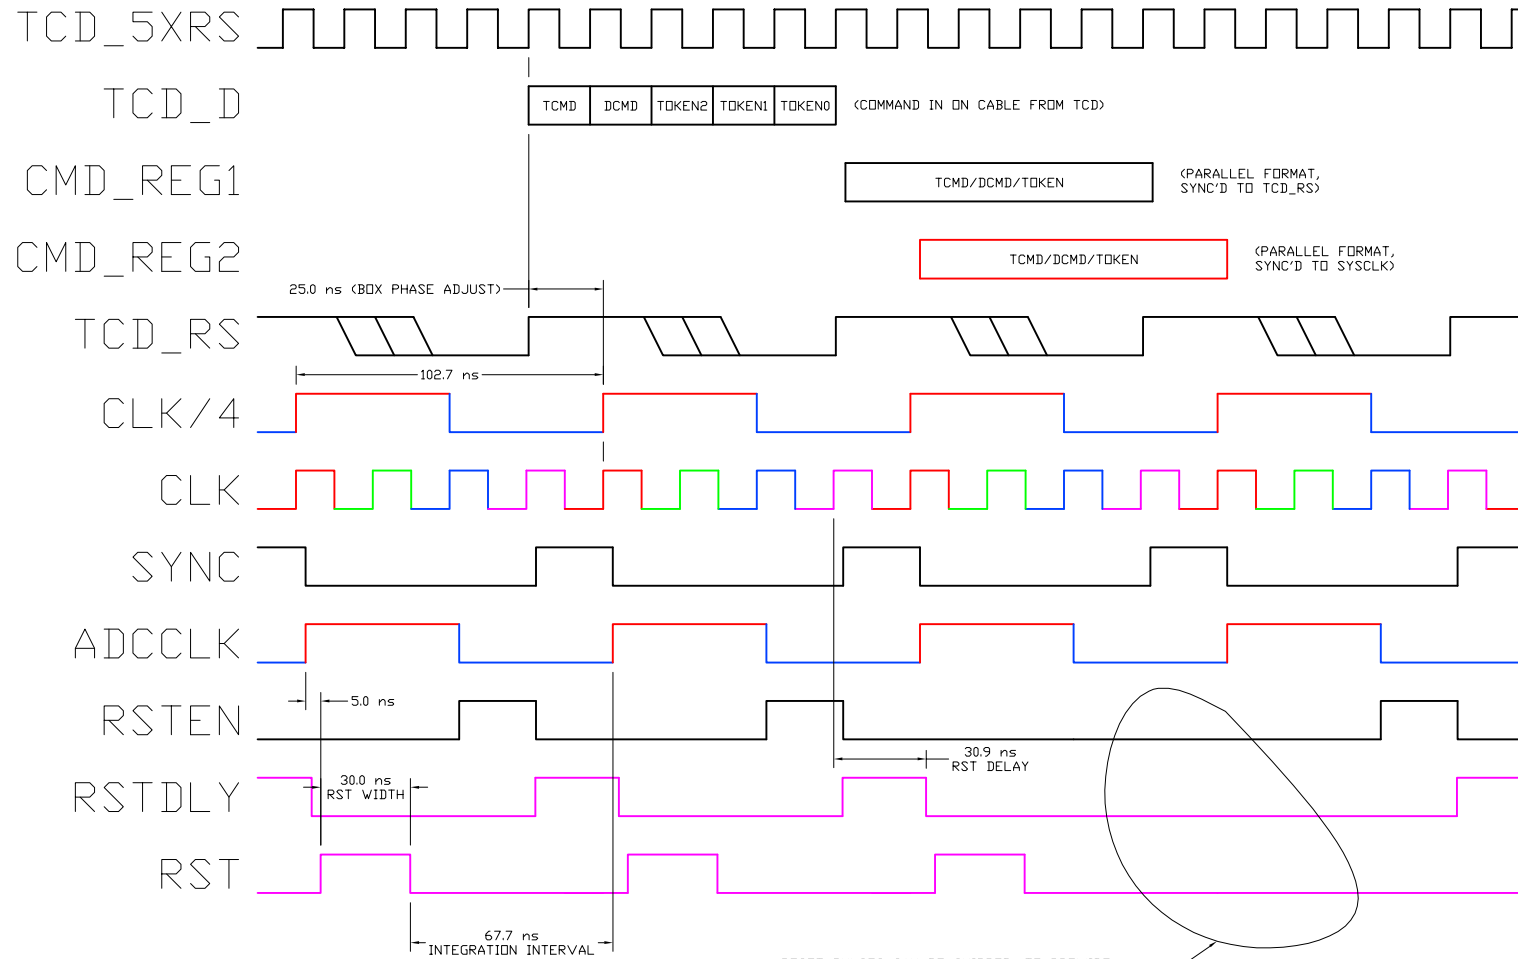 TCD_5XRS
TCD_D
TCMD DCMD TOKEN2 TOKEN1 TOKEN0 (COMMAND IN ON CABLE FROM TCD)
CMD_REG1
TCMD/DCMD/TOKEN
(PARALLEL FORMAT,
SYNC'D TO TCD_RS)
CMD_REG2
TCMD/DCMD/TOKEN
(PARALLEL FORMAT,
SYNC'D TO SYSCLK)
25.0 ns (BOX PHASE ADJUST)
TCD_RS
102.7 ns
CLK/4
CLK
SYNC
ADCCLK
5.0 ns
RSTEN
30.9 ns
RST DELAY
RSTDLY
30.0 ns
RST WIDTH
RST
67.7 ns
INTEGRATION INTERVAL